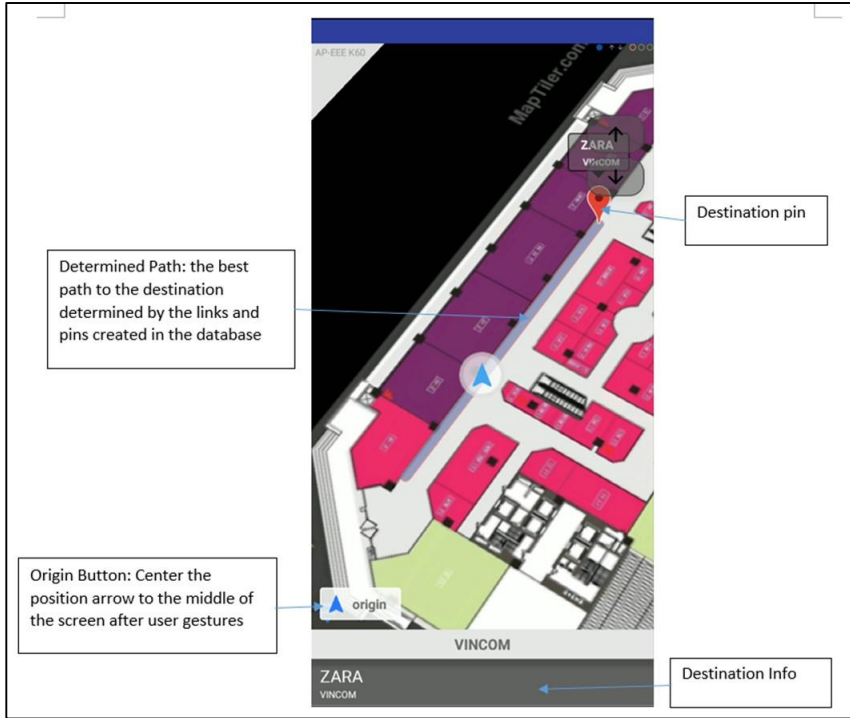 AP-EEE K60
MapTiler.com
ZARA
VINCOM
Destination pin
Determined Path: the best
path to the destination
determined by the links and
pins created in the database
Origin Button: Center the
position arrow to the middle of
the screen after user gestures
origin
VINCOM
ZARA
VINCOM
Destination Info